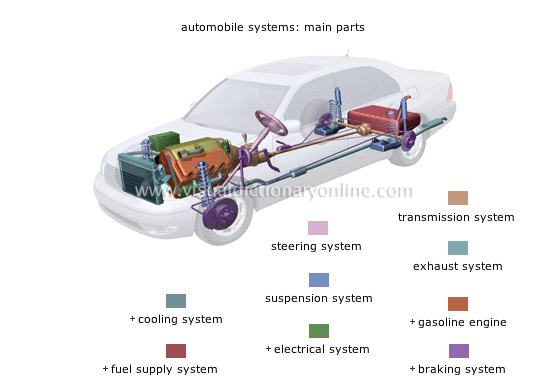 automobile systems: main parts
www.visualdictionaryonline.com
transmission system
steering system
exhaust system
suspension system
+ cooling system
+ gasoline engine
+ electrical system
+ fuel supply system
+ braking system